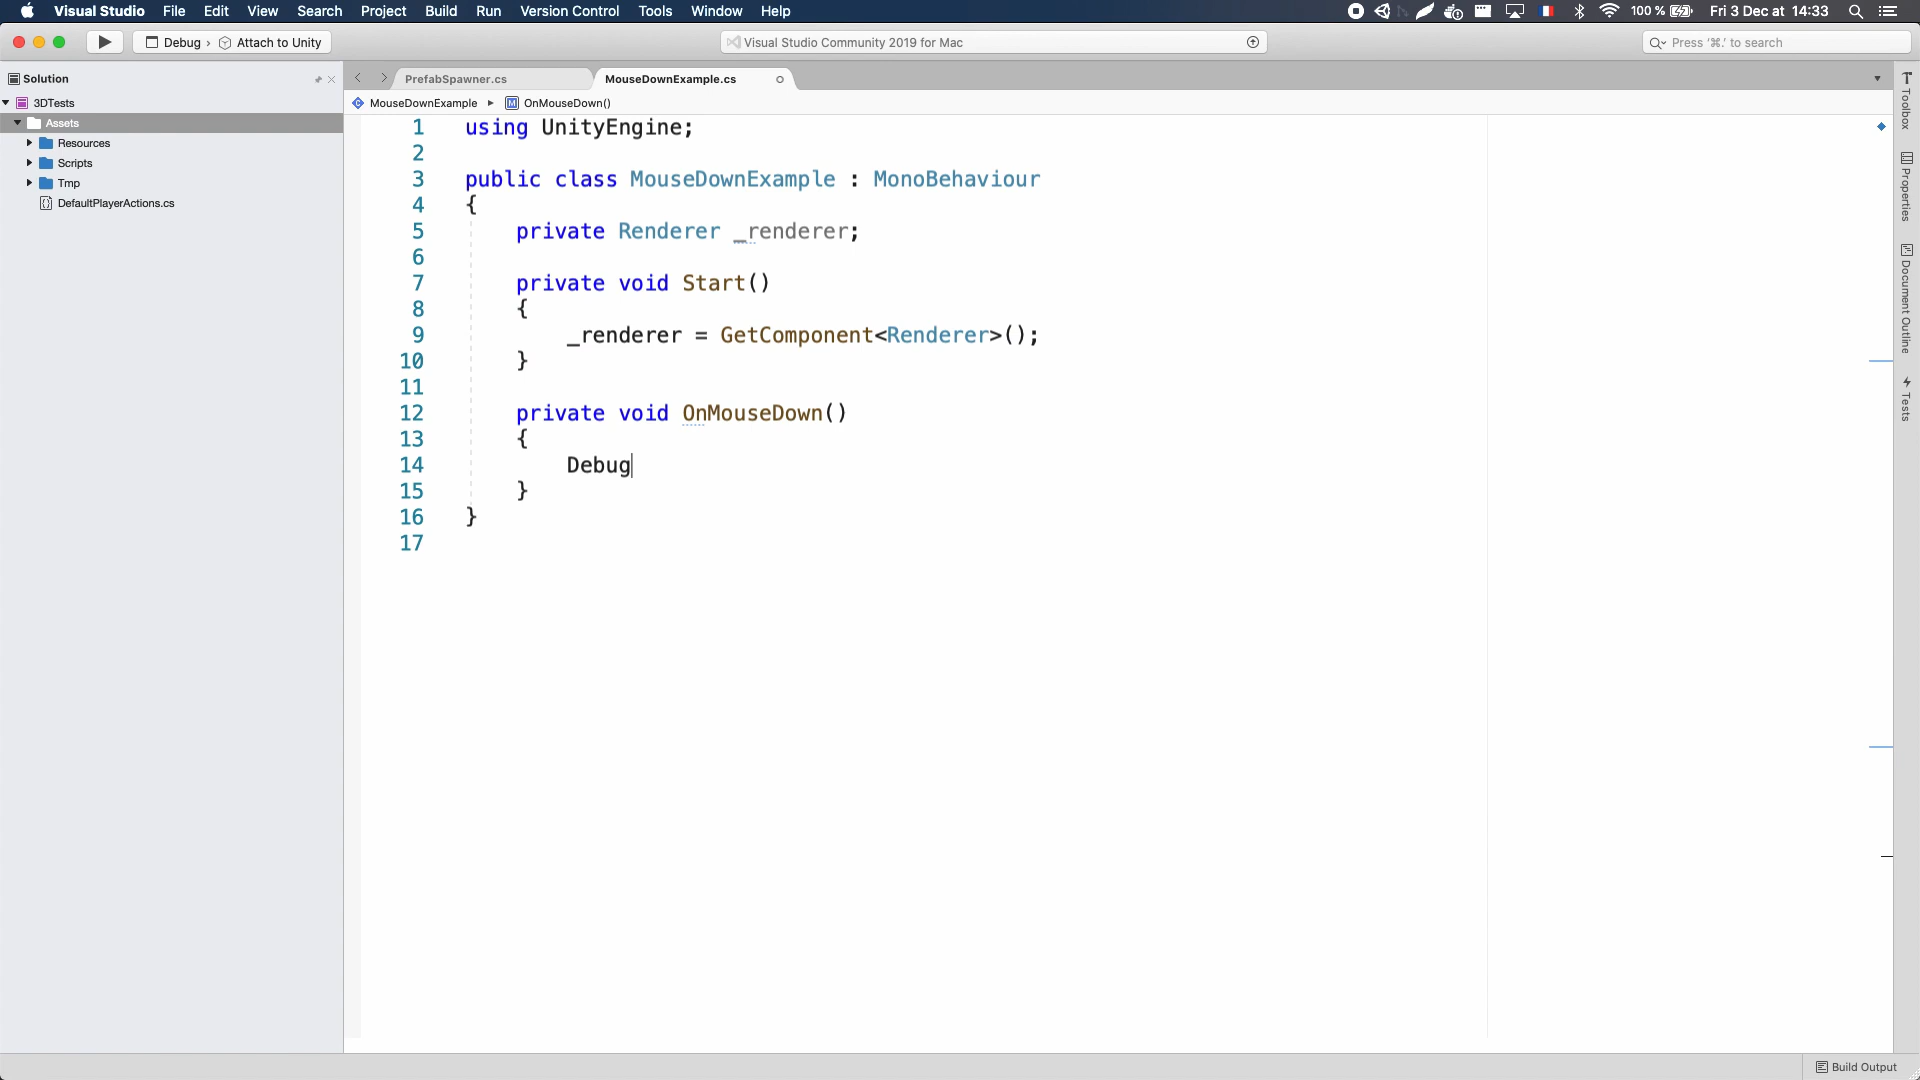 Visual Studio File Edit View Search Project Build Run Version Control Tools Window Help 100 % Fri 3 Dec at 14:33
Debug › Attach to Unity Visual Studio Community 2019 for Mac Press '⌘.' to search
Solution
3DTests
Assets
Resources
Scripts
Tmp
DefaultPlayerActions.cs
PrefabSpawner.cs MouseDownExample.cs
MouseDownExample OnMouseDown()
1 using UnityEngine;
2
3 public class MouseDownExample : MonoBehaviour
4 {
5 private Renderer _renderer;
6
7 private void Start()
8 {
9 _renderer = GetComponent<Renderer>();
10 }
11
12 private void OnMouseDown()
13 {
14 Debug
15 }
16 }
17
Toolbox
Properties
Document Outline
Tests
Build Output